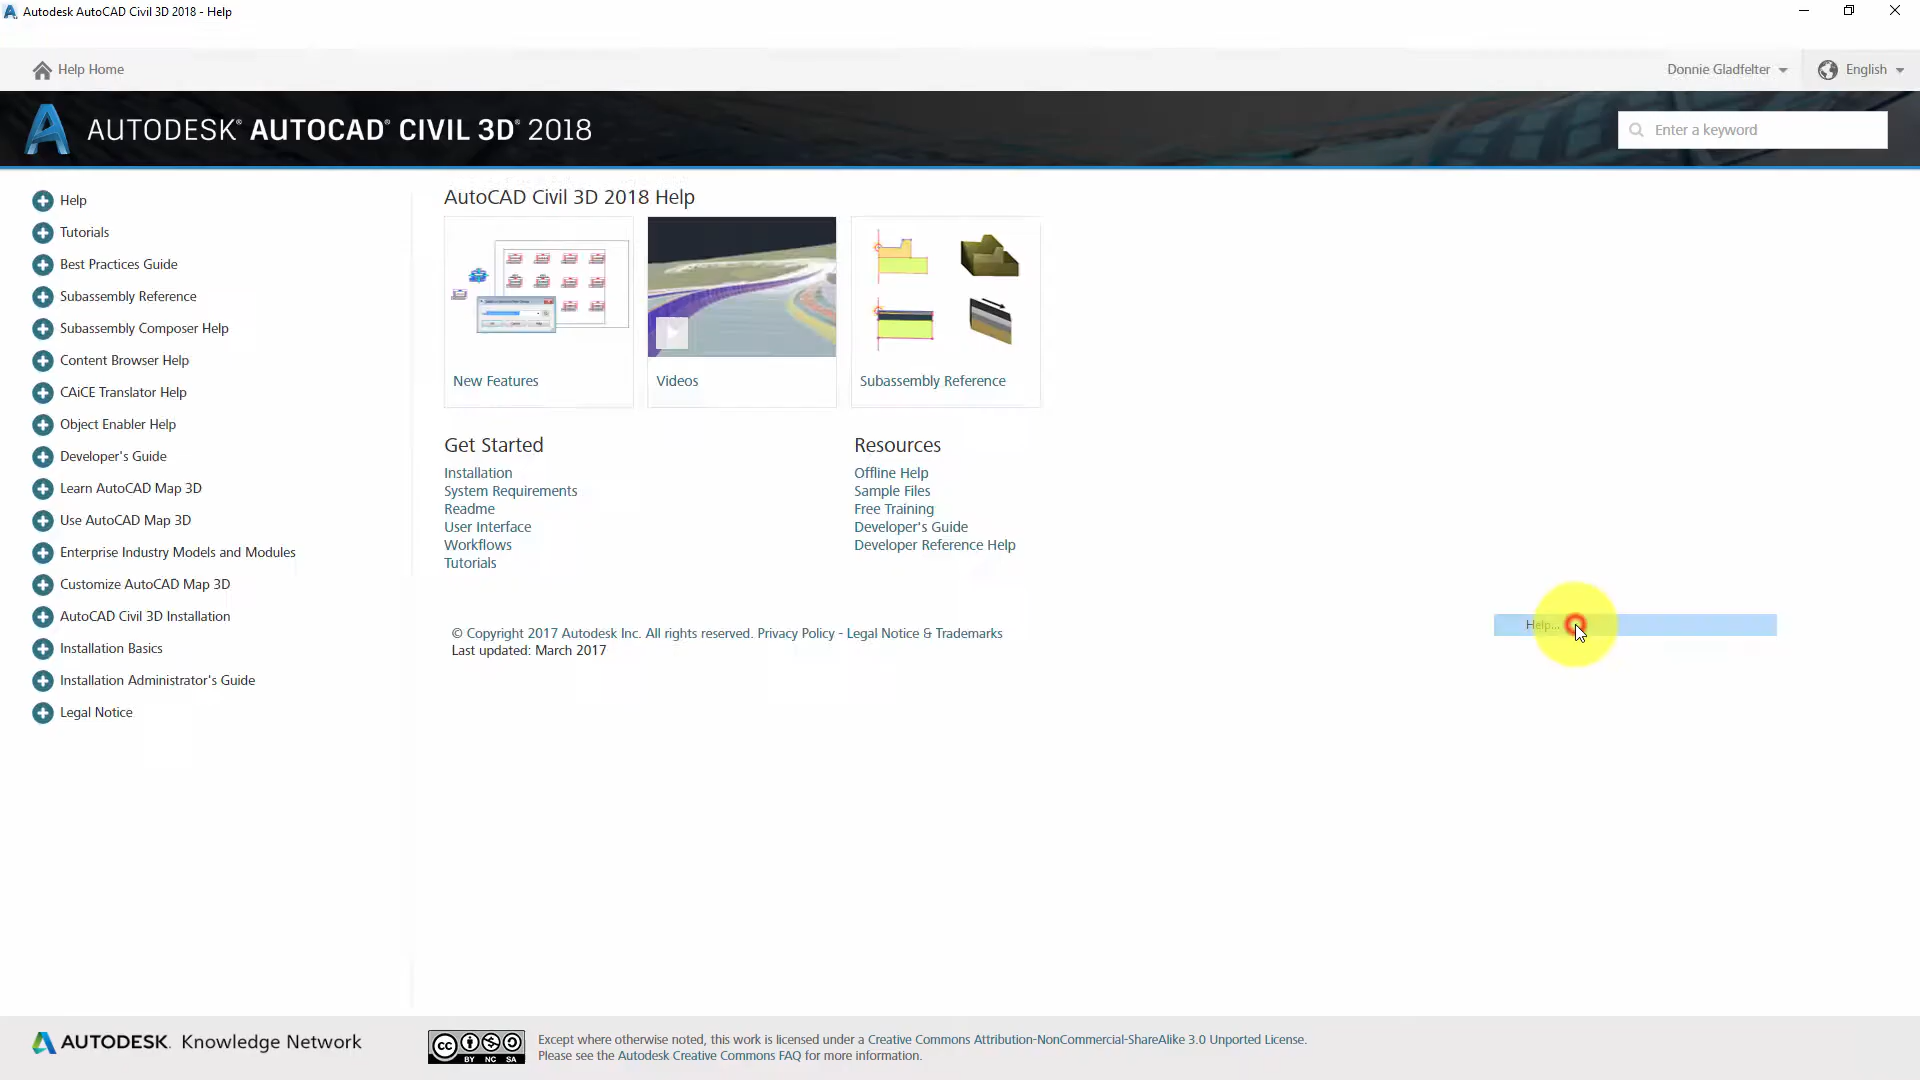 Autodesk AutoCAD Civil 3D 2018 - Help
Help Home
Donnie Gladfelter
English
AUTODESK® AUTOCAD® CIVIL 3D® 2018
Enter a keyword
Help
Tutorials
Best Practices Guide
Subassembly Reference
Subassembly Composer Help
Content Browser Help
CAiCE Translator Help
Object Enabler Help
Developer's Guide
Learn AutoCAD Map 3D
Use AutoCAD Map 3D
Enterprise Industry Models and Modules
Customize AutoCAD Map 3D
AutoCAD Civil 3D Installation
Installation Basics
Installation Administrator's Guide
Legal Notice
AutoCAD Civil 3D 2018 Help
New Features
Videos
Subassembly Reference
Get Started
Installation
System Requirements
Readme
User Interface
Workflows
Tutorials
Resources
Offline Help
Sample Files
Free Training
Developer's Guide
Developer Reference Help
Help...
© Copyright 2017 Autodesk Inc. All rights reserved. Privacy Policy - Legal Notice & Trademarks
Last updated: March 2017
AUTODESK. Knowledge Network
cc BY NC SA
Except where otherwise noted, this work is licensed under a Creative Commons Attribution-NonCommercial-ShareAlike 3.0 Unported License.
Please see the Autodesk Creative Commons FAQ for more information.